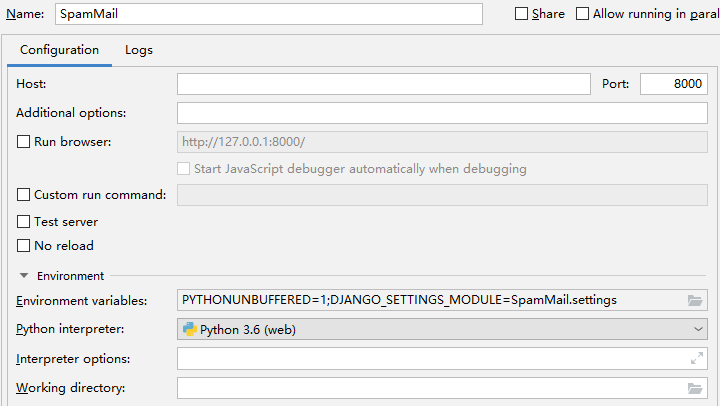 Name: SpamMail Share Allow running in paral
Configuration Logs
Host: Port: 8000
Additional options:
Run browser: http://127.0.0.1:8000/
Start JavaScript debugger automatically when debugging
Custom run command:
Test server
No reload
Environment
Environment variables: PYTHONUNBUFFERED=1;DJANGO_SETTINGS_MODULE=SpamMail.settings
Python interpreter: Python 3.6 (web)
Interpreter options:
Working directory: